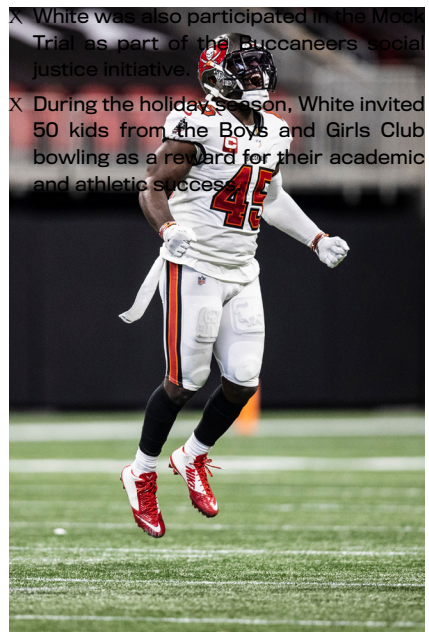 X White was also participated in the Mock
Trial as part of the Buccaneers social
justice initiative.
X During the holiday season, White invited
50 kids from the Boys and Girls Club
bowling as a reward for their academic
and athletic success.
C
45